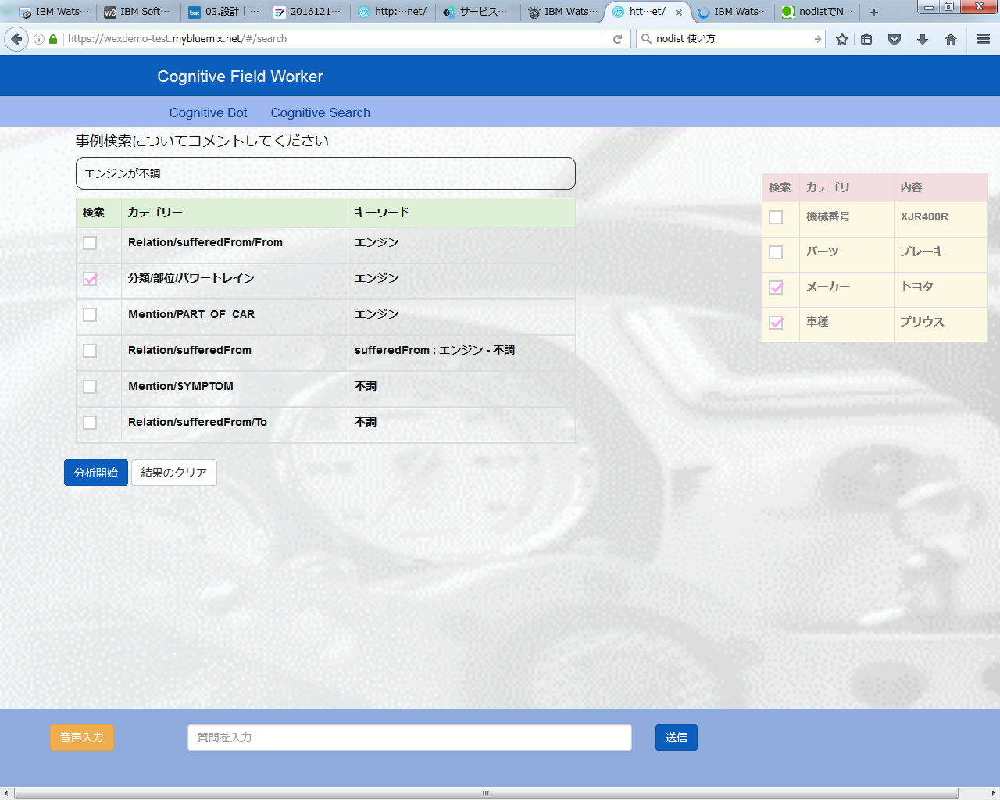 IBM Wats…
IBM Soft…
03.設計 | …
2016121…
http:…net/
サービス…
IBM Wats…
htt…et/
IBM Wats…
nodistでN…
https://wexdemo-test.mybluemix.net/#/search
nodist 使い方
Cognitive Field Worker
Cognitive Bot
Cognitive Search
事例検索についてコメントしてください
エンジンが不調
検索 カテゴリー キーワード
Relation/sufferedFrom/From エンジン
分類/部位/パワートレイン エンジン
Mention/PART_OF_CAR エンジン
Relation/sufferedFrom sufferedFrom : エンジン - 不調
Mention/SYMPTOM 不調
Relation/sufferedFrom/To 不調
分析開始 結果のクリア
検索 カテゴリ 内容
機械番号 XJR400R
パーツ ブレーキ
メーカー トヨタ
車種 プリウス
音声入力 質問を入力 送信